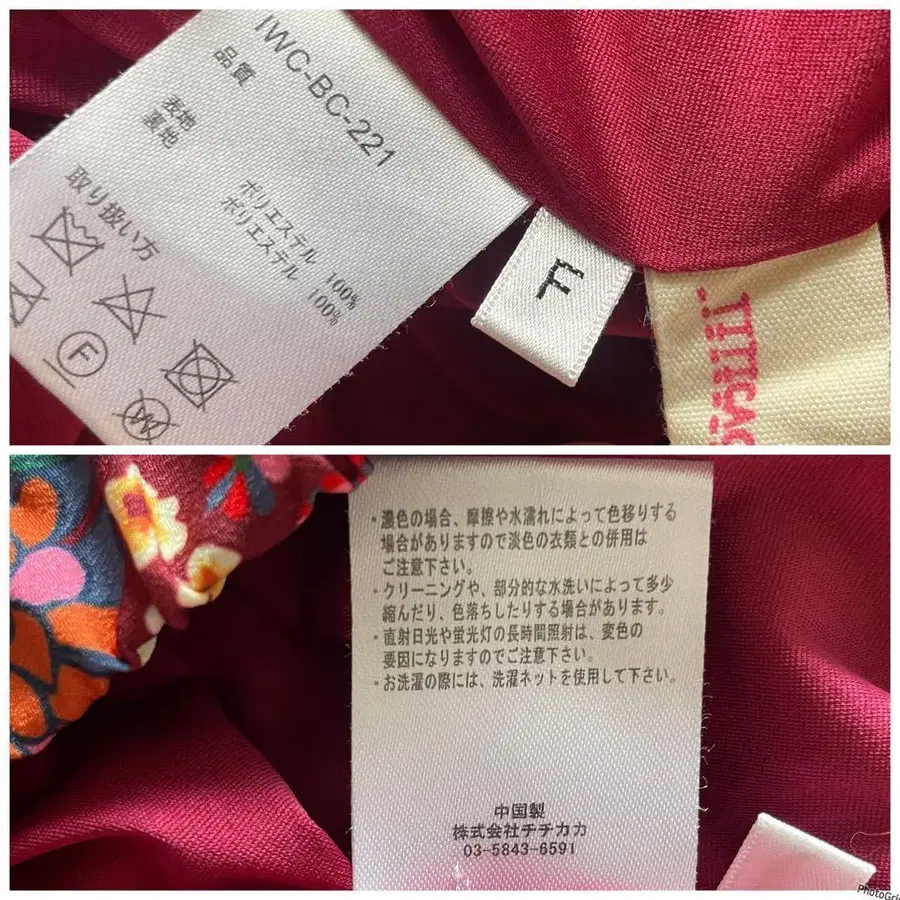 IWC-BC-221
品質
表地
裏地
ポリエステル 100%
ポリエステル 100%
取り扱い方
F
W
F
・濃色の場合、摩擦や水濡れによって色移りする
場合がありますので淡色の衣類との併用は
ご注意下さい。
・クリーニングや、部分的な水洗いによって多少
縮んだり、色落ちしたりする場合があります。
・直射日光や蛍光灯の長時間照射は、変色の
要因になりますのでご注意下さい。
・お洗濯の際には、洗濯ネットを使用して下さい。
中国製
株式会社チチカカ
03-5843-6591